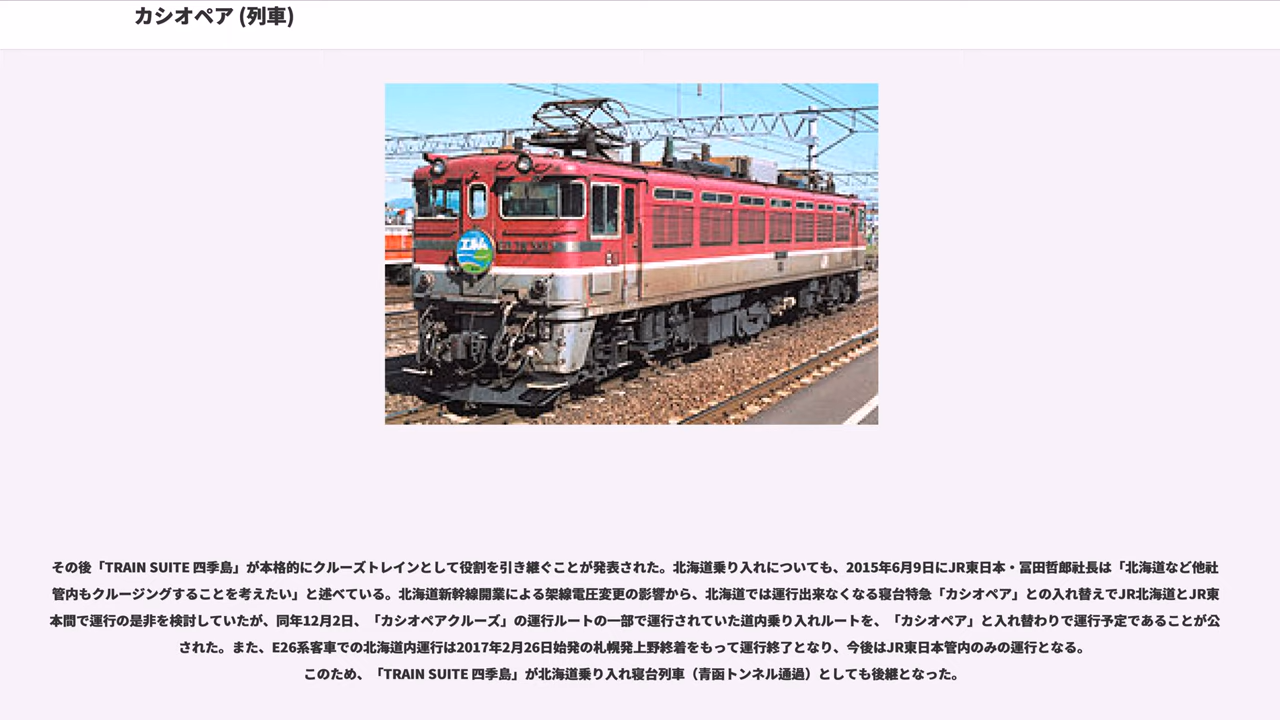 カシオペア (列車)
エルム
その後「TRAIN SUITE 四季島」が本格的にクルーズトレインとして役割を引き継ぐことが発表された。北海道乗り入れについても、2015年6月9日にJR東日本・冨田哲郎社長は「北海道など他社
管内もクルージングすることを考えたい」と述べている。北海道新幹線開業による架線電圧変更の影響から、北海道では運行出来なくなる寝台特急「カシオペア」との入れ替えでJR北海道とJR東
本間で運行の是非を検討していたが、同年12月2日、「カシオペアクルーズ」の運行ルートの一部で運行されていた道内乗り入れルートを、「カシオペア」と入れ替わりで運行予定であることが公
された。また、E26系客車での北海道内運行は2017年2月26日始発の札幌発上野終着をもって運行終了となり、今後はJR東日本管内のみの運行となる。
このため、「TRAIN SUITE 四季島」が北海道乗り入れ寝台列車（青函トンネル通過）としても後継となった。